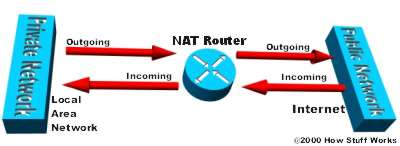 Private Network
Outgoing
Incoming
Local
Area
Network
NAT Router
Outgoing
Incoming
Internet
Public Network
©2000 How Stuff Works